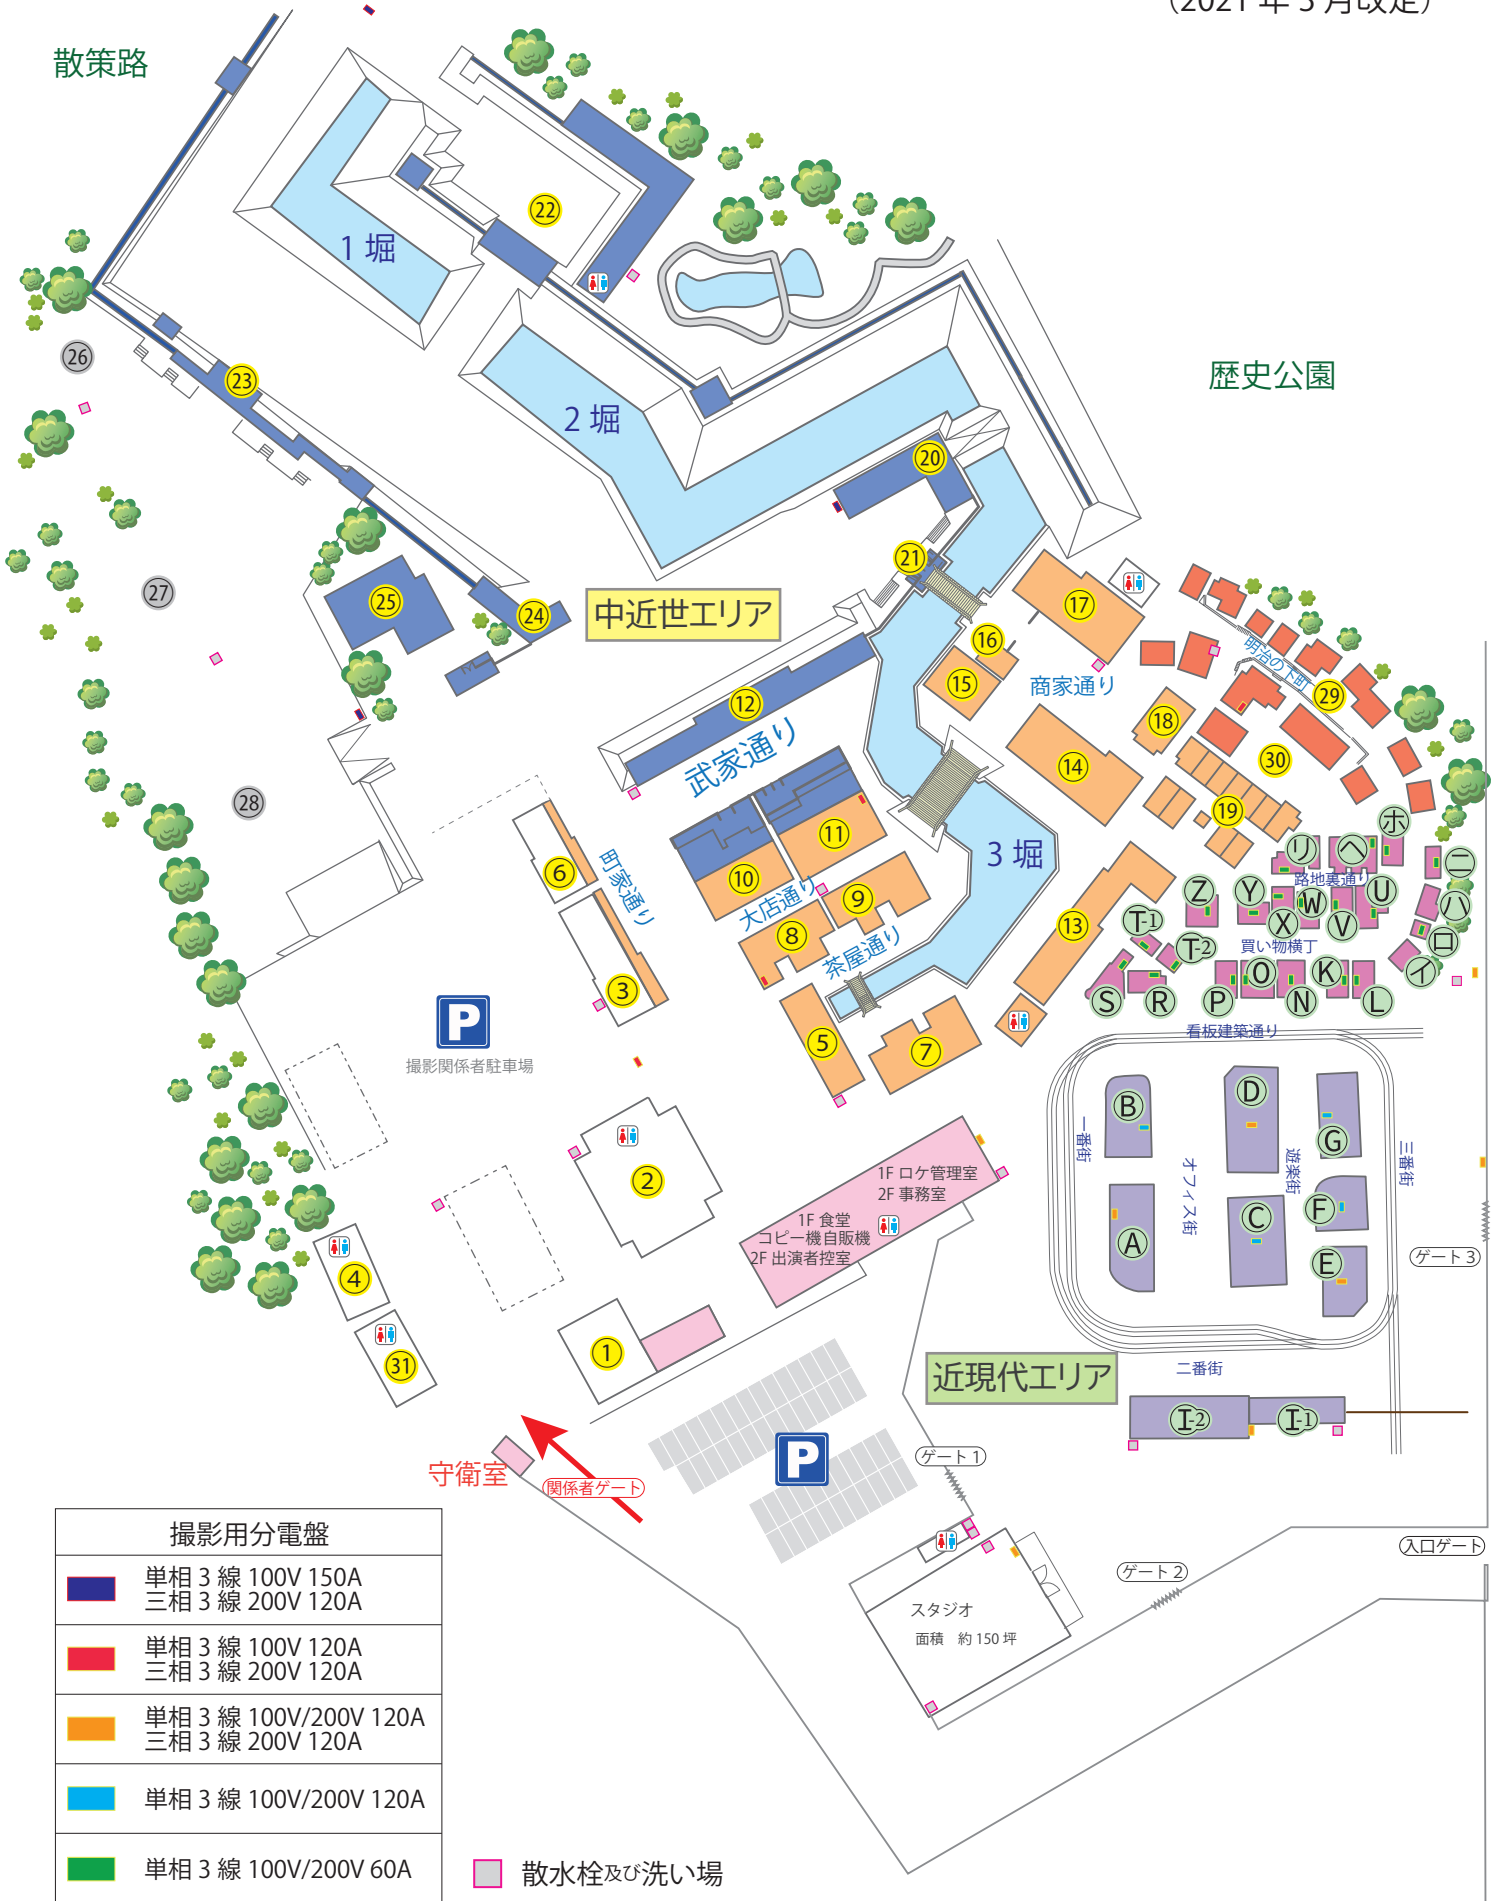 （2021 年 3 月改定）
散策路
22
1 堀
26
23
歴史公園
2 堀
20
21
27
25
24
中近世エリア
17
16
15
商家通り
明治の下町
29
12
18
武家通り
14
30
28
19
11
ホ
6
町家通り
10
大店通り
9
3 堀
リ
ヘ
ニ
路地裏通り
Z
Y
X
W
V
U
ハ
8
茶屋通り
13
T-1
T-2
買い物横丁
ロ
イ
3
S
R
P
O
N
K
L
P
撮影関係者駐車場
5
7
看板建築通り
B
D
G
一番街
オフィス街
遊楽街
三番街
2
1F ロケ管理室
2F 事務室
1F 食堂
コピー機自販機
2F 出演者控室
A
C
F
E
ゲート 3
4
31
1
近現代エリア
二番街
I-2
I-1
守衛室
関係者ゲート
P
ゲート 1
入口ゲート
ゲート 2
スタジオ
面積　約 150 坪
撮影用分電盤
単相 3 線 100V 150A
三相 3 線 200V 120A
単相 3 線 100V 120A
三相 3 線 200V 120A
単相 3 線 100V/200V 120A
三相 3 線 200V 120A
単相 3 線 100V/200V 120A
単相 3 線 100V/200V 60A
散水栓及び洗い場